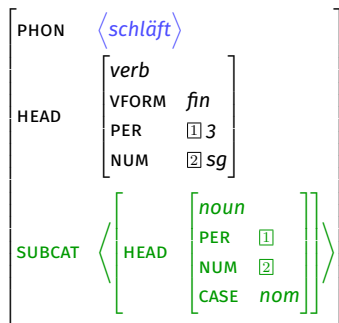 PHON ⟨schläft⟩
verb
VFORM fin
PER 1 3
HEAD
NUM 2 sg
noun
PER 1
SUBCAT ⟨ HEAD
NUM 2
CASE nom ⟩